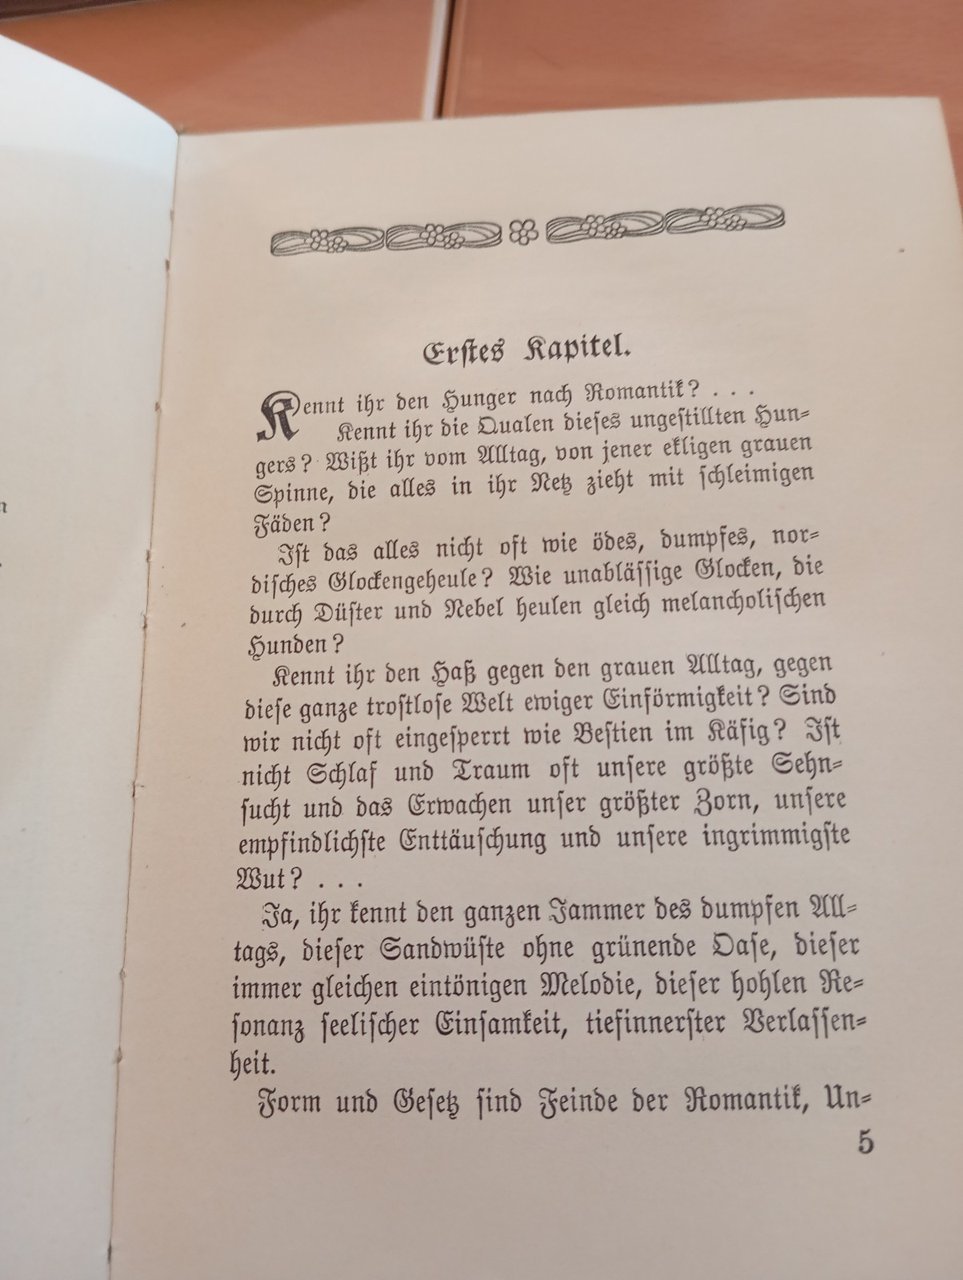 Erstes Kapitel.
Kennt ihr den Hunger nach Romantik? . . .
Kennt ihr die Qualen dieses ungestillten Hun-
gers? Wißt ihr vom Alltag, von jener ekligen grauen
Spinne, die alles in ihr Netz zieht mit schleimigen
Fäden?
Ist das alles nicht oft wie ödes, dumpfes, nor-
disches Glockengeheule? Wie unablässige Glocken, die
durch Düster und Nebel heulen gleich melancholischen
Hunden?
Kennt ihr den Haß gegen den grauen Alltag, gegen
diese ganze trostlose Welt ewiger Einförmigkeit? Sind
wir nicht oft eingesperrt wie Bestien im Käfig? Ist
nicht Schlaf und Traum oft unsere größte Sehn-
sucht und das Erwachen unser größter Zorn, unsere
empfindlichste Enttäuschung und unsere ingrimmigste
Wut? . . .
Ja, ihr kennt den ganzen Jammer des dumpfen All-
tags, dieser Sandwüste ohne grünende Oase, dieser
immer gleichen eintönigen Melodie, dieser hohlen Re-
sonanz seelischer Einsamkeit, tiefinnerster Verlassen-
heit.
Form und Gesetz sind Feinde der Romantik, Un-
5